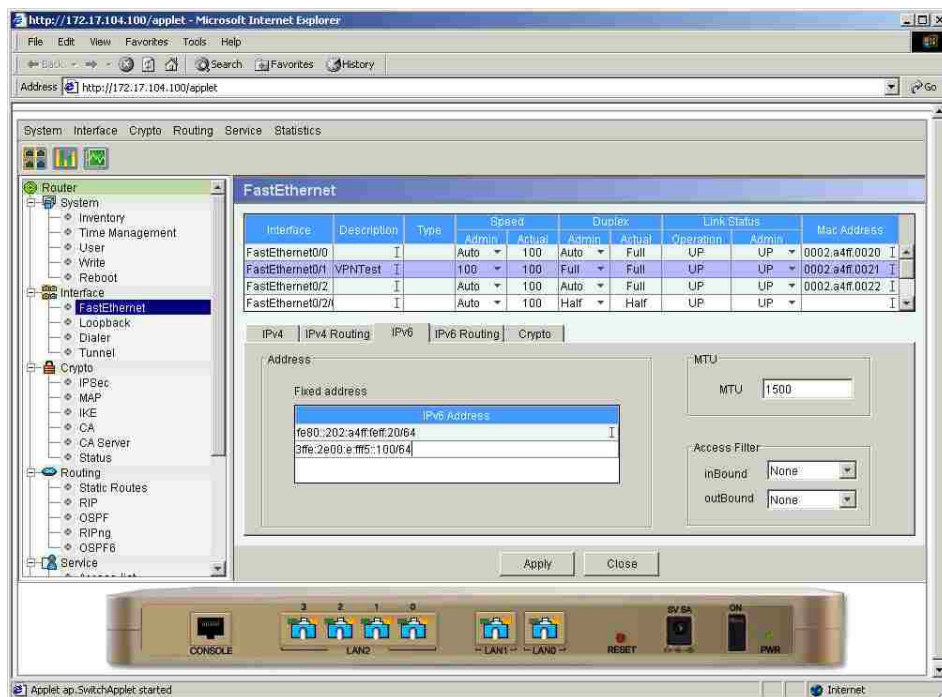 http://172.17.104.100/applet - Microsoft Internet Explorer
File Edit View Favorites Tools Help
Back Search Favorites History
Address http://172.17.104.100/applet Go
System Interface Crypto Routing Service Statistics
Router
System
Inventory
Time Management
User
Write
Reboot
Interface
FastEthernet
Loopback
Dialer
Tunnel
Crypto
IPSec
MAP
IKE
CA
CA Server
Status
Routing
Static Routes
RIP
OSPF
RIPng
OSPF6
Service
FastEthernet
Interface Description Type Speed Duplex Link Status Mac Address
Admin Actual Admin Actual Operation Admin
FastEthernet0/0 Auto 100 Auto Full UP UP 0002.a4ff.0020
FastEthernet0/1 VPNTest 100 100 Full Full UP UP 0002.a4ff.0021
FastEthernet0/2 Auto 100 Auto Full UP UP 0002.a4ff.0022
FastEthernet0/2/ Auto 100 Half Half UP UP
IPv4 IPv4 Routing IPv6 IPv6 Routing Crypto
Address
Fixed address
IPv6 Address
fe80::202:a4ff:feff:20/64
3ffe:2e00:e:fff5::100/64
MTU
MTU 1500
Access Filter
inBound None
outBound None
Apply Close
3 2 1 0
CONSOLE LAN2 LAN1 LAN0 RESET 5V 5A ON PWR
Applet ap.SwitchApplet started Internet